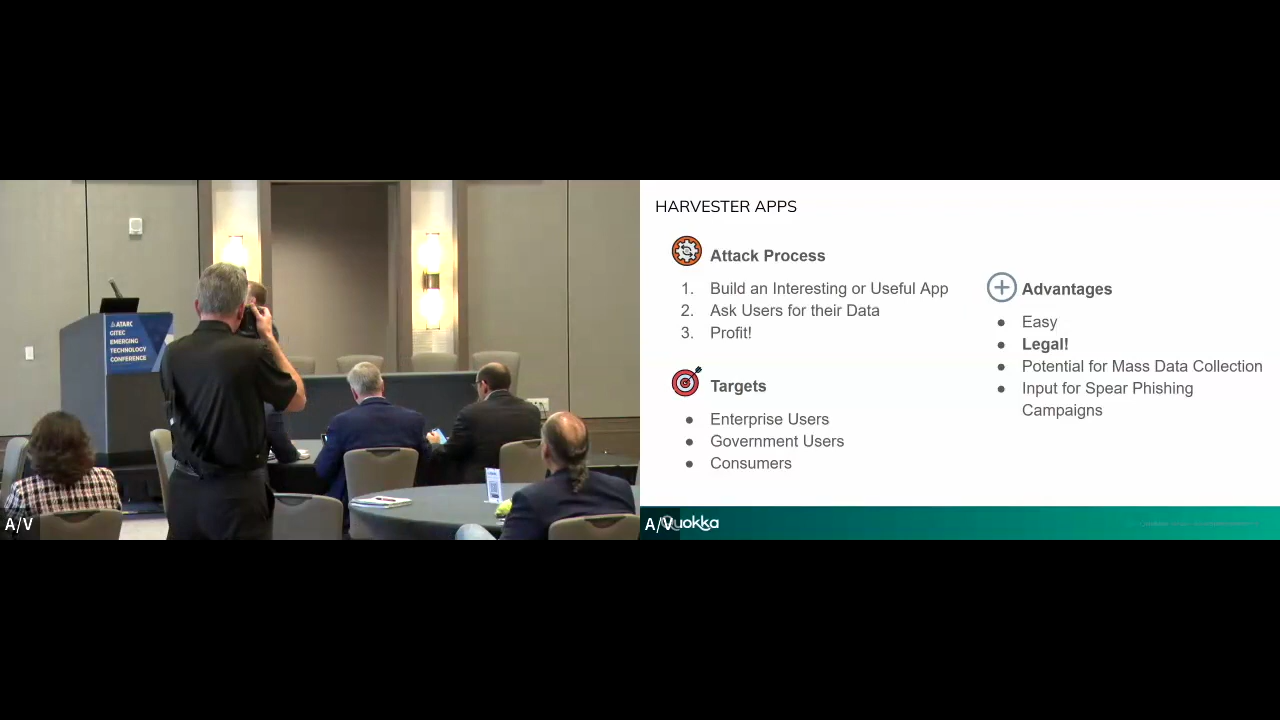 ATARC
GITEC
EMERGING
TECHNOLOGY
CONFERENCE
A/V
HARVESTER APPS
Attack Process
1. Build an Interesting or Useful App
2. Ask Users for their Data
3. Profit!
Targets
● Enterprise Users
● Government Users
● Consumers
Advantages
● Easy
● Legal!
● Potential for Mass Data Collection
● Input for Spear Phishing
Campaigns
A/V
Quokka